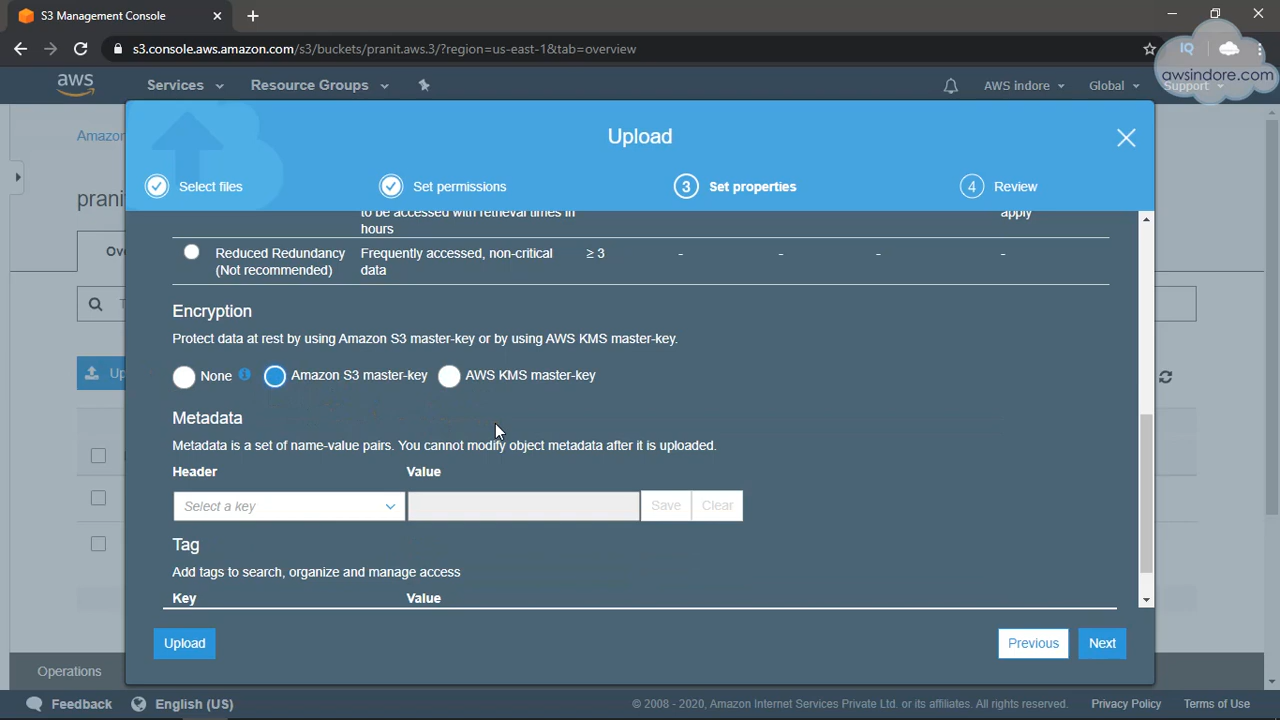 S3 Management Console
s3.console.aws.amazon.com/s3/buckets/pranit.aws.3/?region=us-east-1&tab=overview
IQ
awsindore.com
aws
Services
Resource Groups
AWS indore
Global
Support
Amazon
Upload
Select files
Set permissions
3 Set properties
4 Review
pranit
to be accessed with retrieval times in
hours
apply
Reduced Redundancy
(Not recommended)
Frequently accessed, non-critical
data
≥ 3
-
-
-
-
Encryption
Protect data at rest by using Amazon S3 master-key or by using AWS KMS master-key.
None
Amazon S3 master-key
AWS KMS master-key
Metadata
Metadata is a set of name-value pairs. You cannot modify object metadata after it is uploaded.
Header
Value
Select a key
Save
Clear
Tag
Add tags to search, organize and manage access
Key
Value
Upload
Previous
Next
Operations
Feedback
English (US)
© 2008 - 2020, Amazon Internet Services Private Ltd. or its affiliates. All rights reserved.
Privacy Policy
Terms of Use